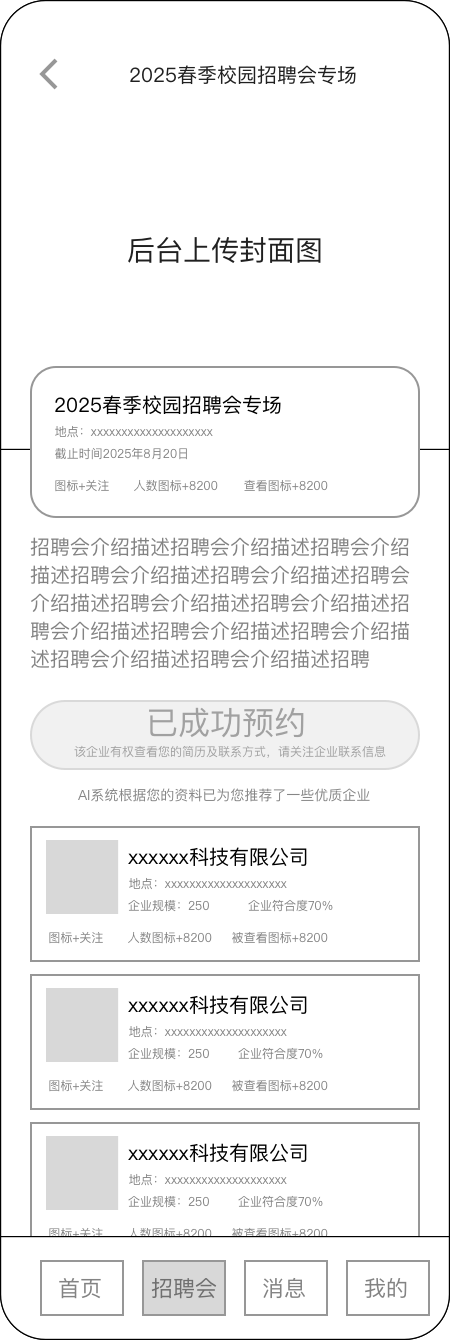 2025春季校园招聘会专场
后台上传封面图
2025春季校园招聘会专场
地点：xxxxxxxxxxxxxxxxxxxx
截止时间2025年8月20日
图标+关注 人数图标+8200 查看图标+8200
招聘会介绍描述招聘会介绍描述招聘会介绍
描述招聘会介绍描述招聘会介绍描述招聘会
介绍描述招聘会介绍描述招聘会介绍描述招
聘会介绍描述招聘会介绍描述招聘会介绍描
述招聘会介绍描述招聘会介绍描述招聘
已成功预约
该企业有权查看您的简历及联系方式，请关注企业联系信息
AI系统根据您的资料已为您推荐了一些优质企业
xxxxxx科技有限公司
地点：xxxxxxxxxxxxxxxxxxxx
企业规模：250 企业符合度70%
图标+关注 人数图标+8200 被查看图标+8200
xxxxxx科技有限公司
地点：xxxxxxxxxxxxxxxxxxxx
企业规模：250 企业符合度70%
图标+关注 人数图标+8200 被查看图标+8200
xxxxxx科技有限公司
地点：xxxxxxxxxxxxxxxxxxxx
企业规模：250 企业符合度70%
图标+关注 人数图标+8200 被查看图标+8200
首页 招聘会 消息 我的